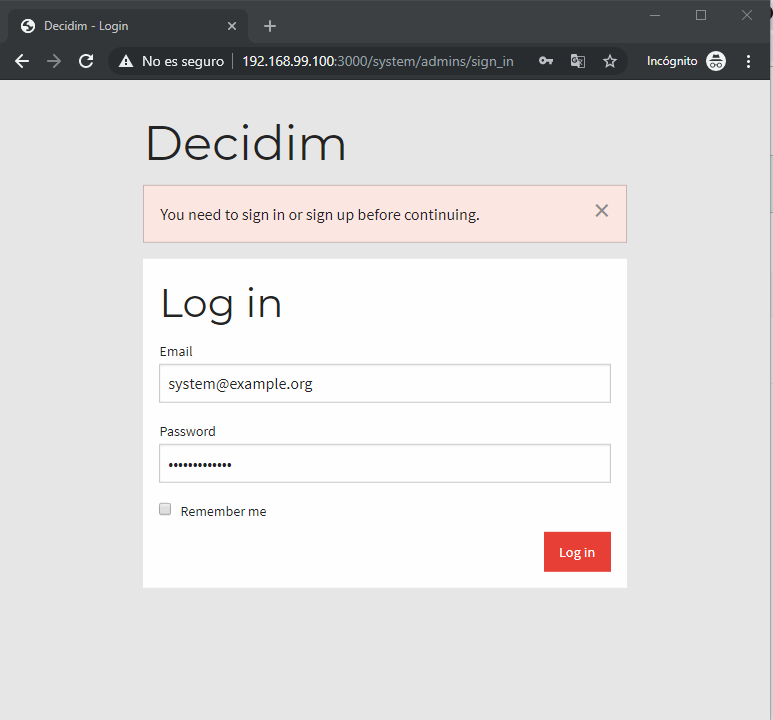 Decidim - Login
No es seguro 192.168.99.100:3000/system/admins/sign_in Incógnito
Decidim
You need to sign in or sign up before continuing.
Log in
Email
system@example.org
Password
•••••••••••••
Remember me
Log in